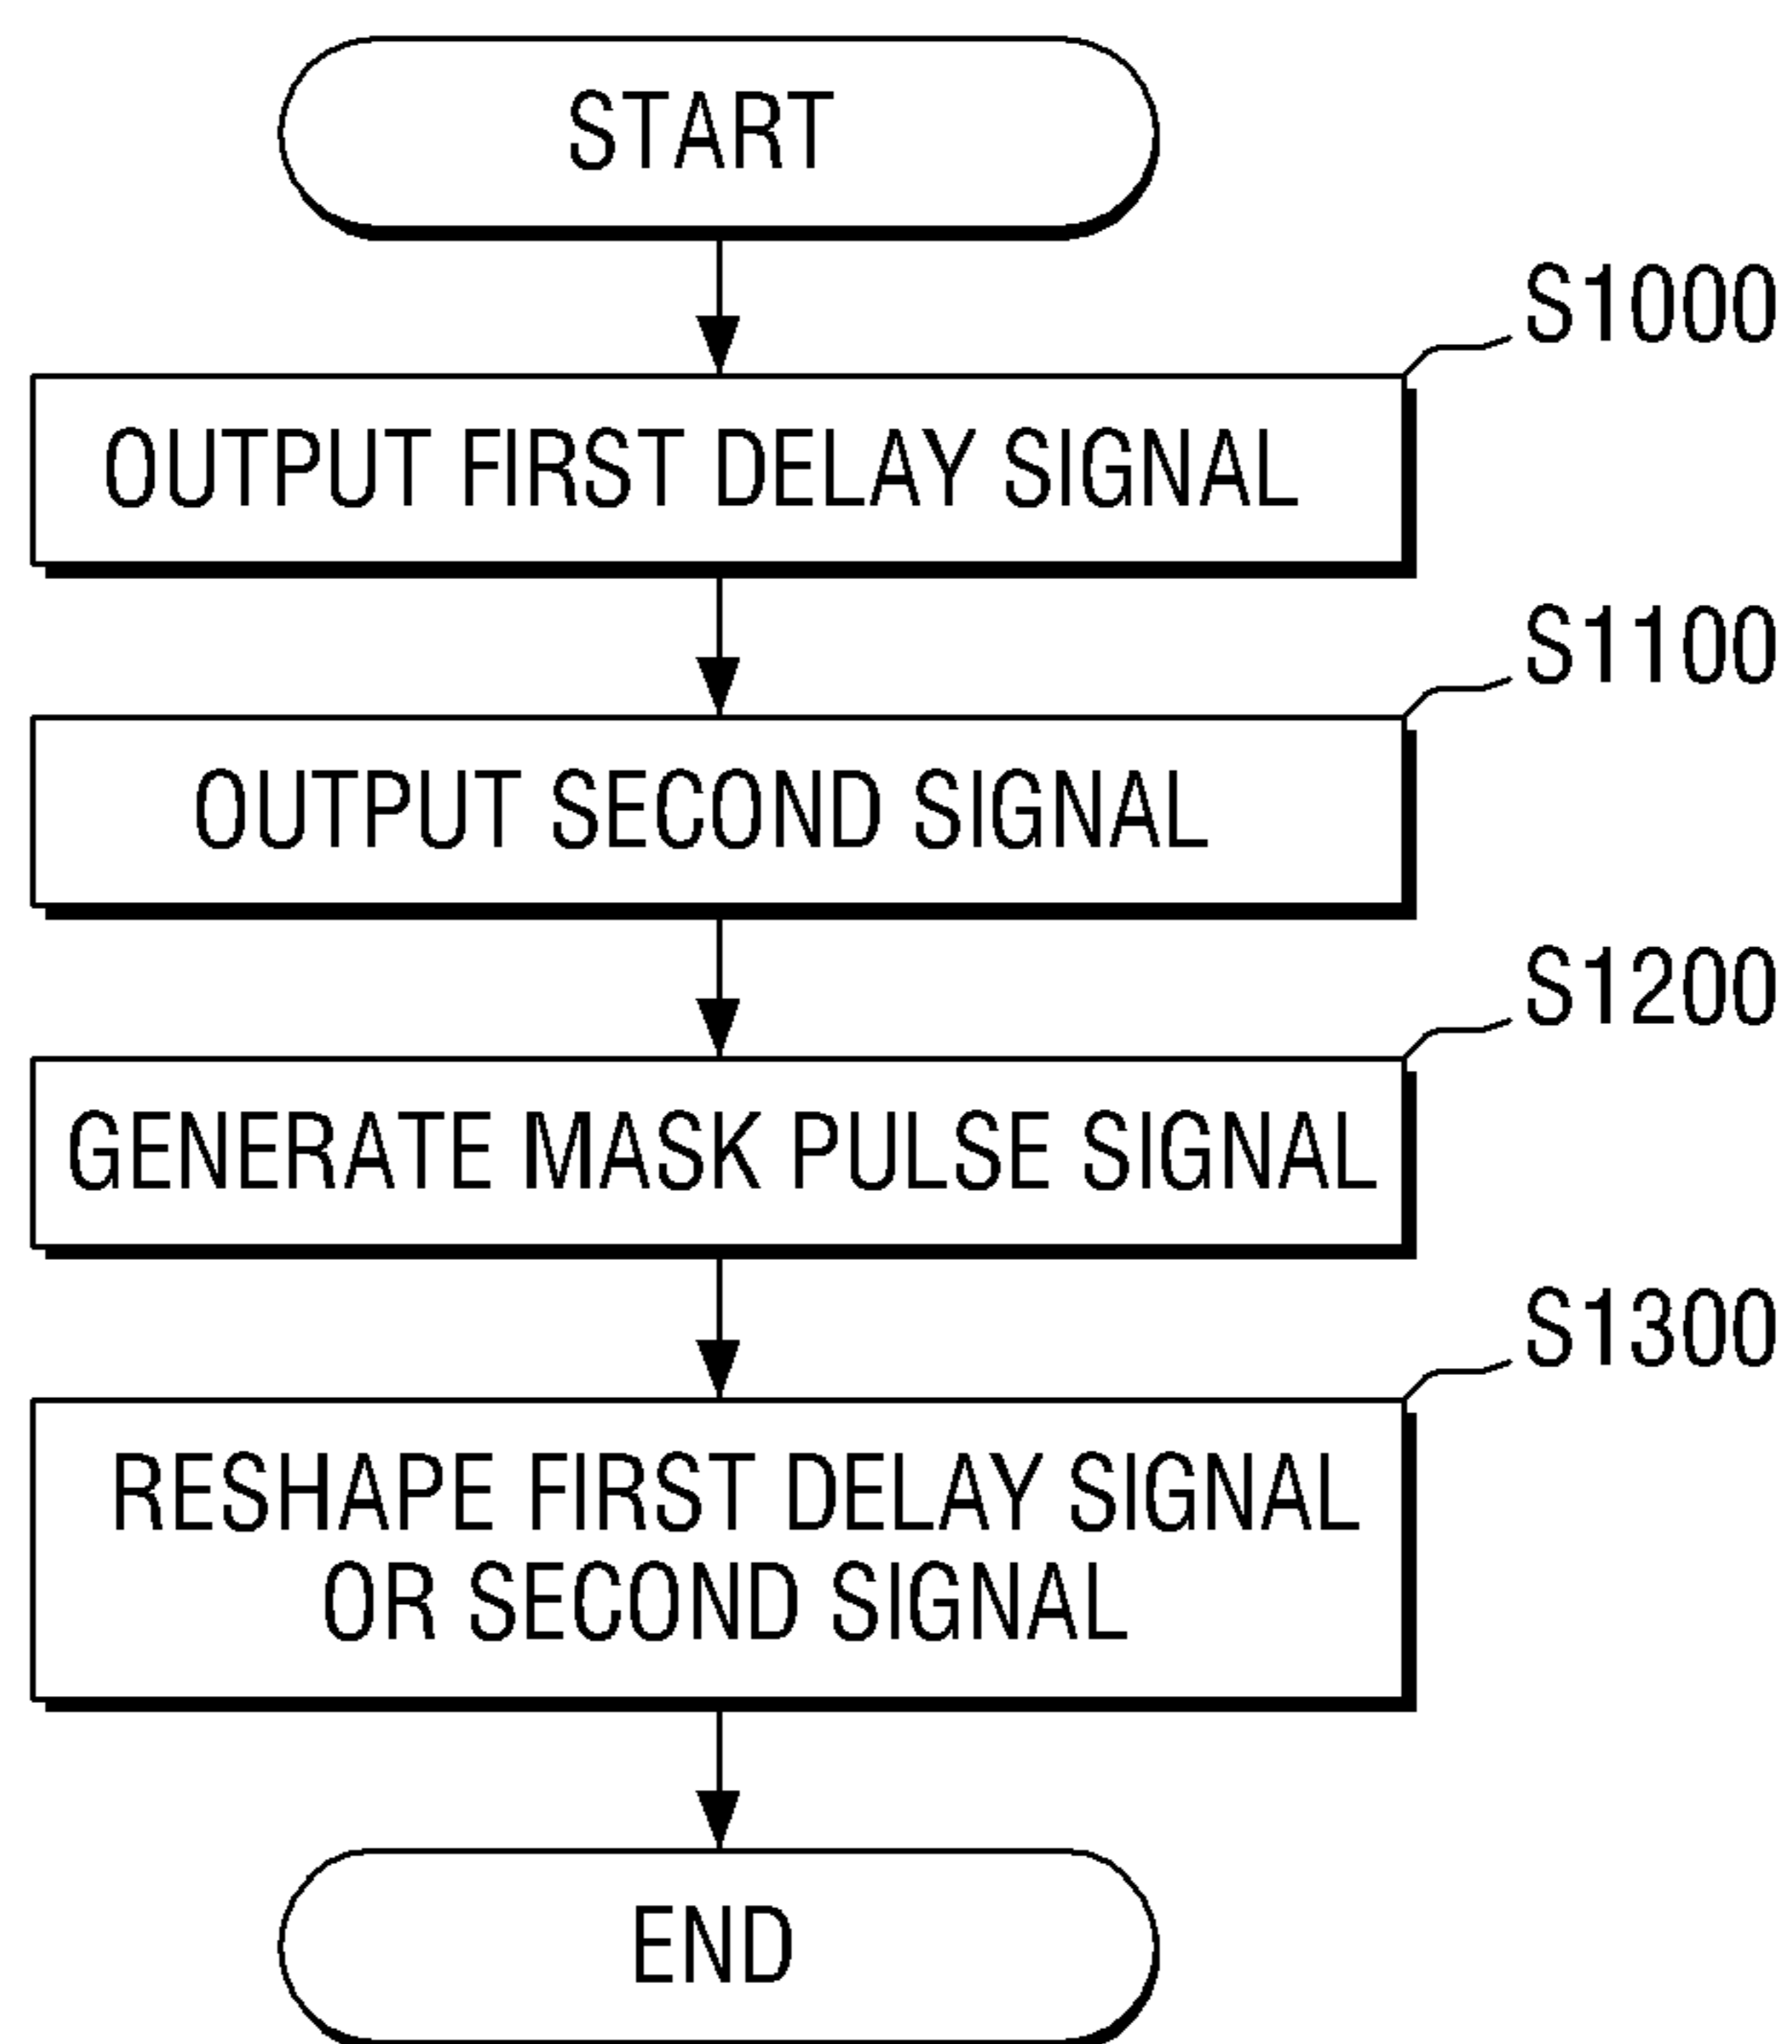 START
S1000
OUTPUT FIRST DELAY SIGNAL
S1100
OUTPUT SECOND SIGNAL
S1200
GENERATE MASK PULSE SIGNAL
S1300
RESHAPE FIRST DELAY SIGNAL
OR SECOND SIGNAL
END